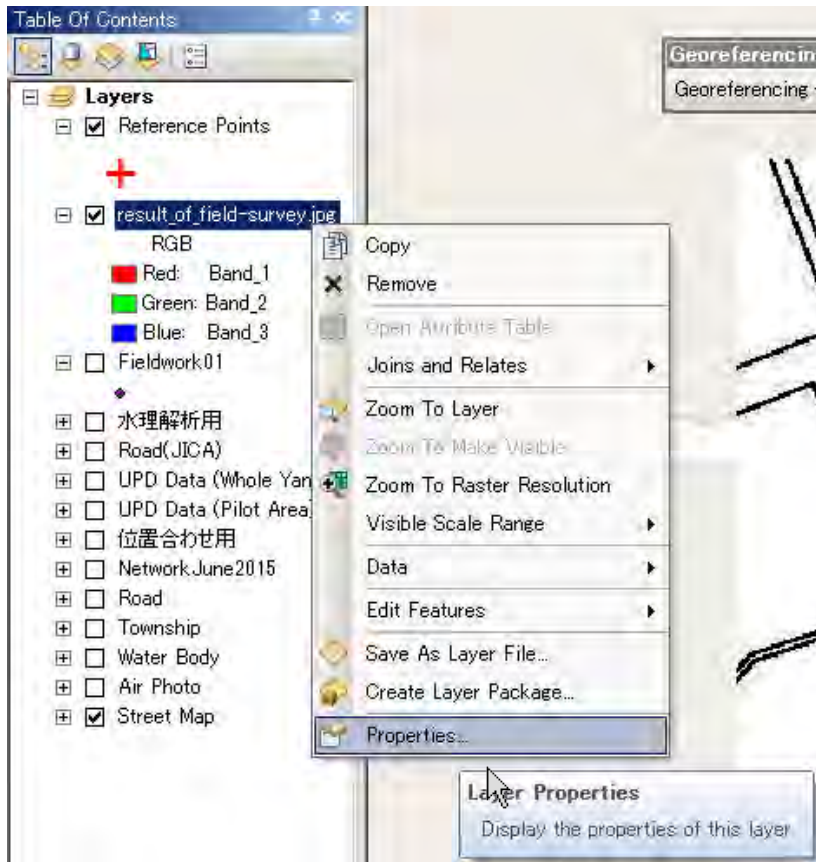 Table Of Contents
Layers
Reference Points
result_of_field-survey.jpg
RGB
Red: Band_1
Green: Band_2
Blue: Band_3
Fieldwork01
水理解析用
Road(JICA)
UPD Data (Whole Yan
UPD Data (Pilot Area
位置合わせ用
NetworkJune2015
Road
Township
Water Body
Air Photo
Street Map
Copy
Remove
Open Attribute Table
Joins and Relates
Zoom To Layer
Zoom To Make Visible
Zoom To Raster Resolution
Visible Scale Range
Data
Edit Features
Save As Layer File...
Create Layer Package...
Properties...
Layer Properties
Display the properties of this layer
Georeferencin
Georeferencing